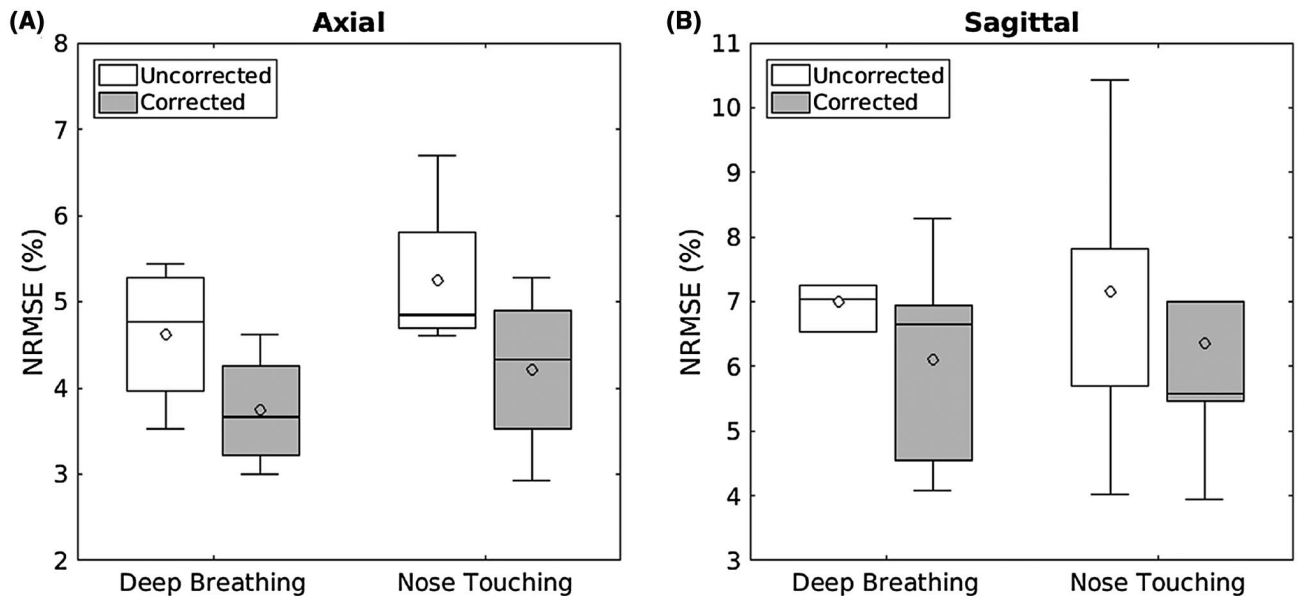 (A)
Axial
8
7
6
5
4
3
2
NRMSE (%)
Uncorrected
Corrected
Deep Breathing
Nose Touching
(B)
Sagittal
11
10
9
8
7
6
5
4
3
NRMSE (%)
Uncorrected
Corrected
Deep Breathing
Nose Touching